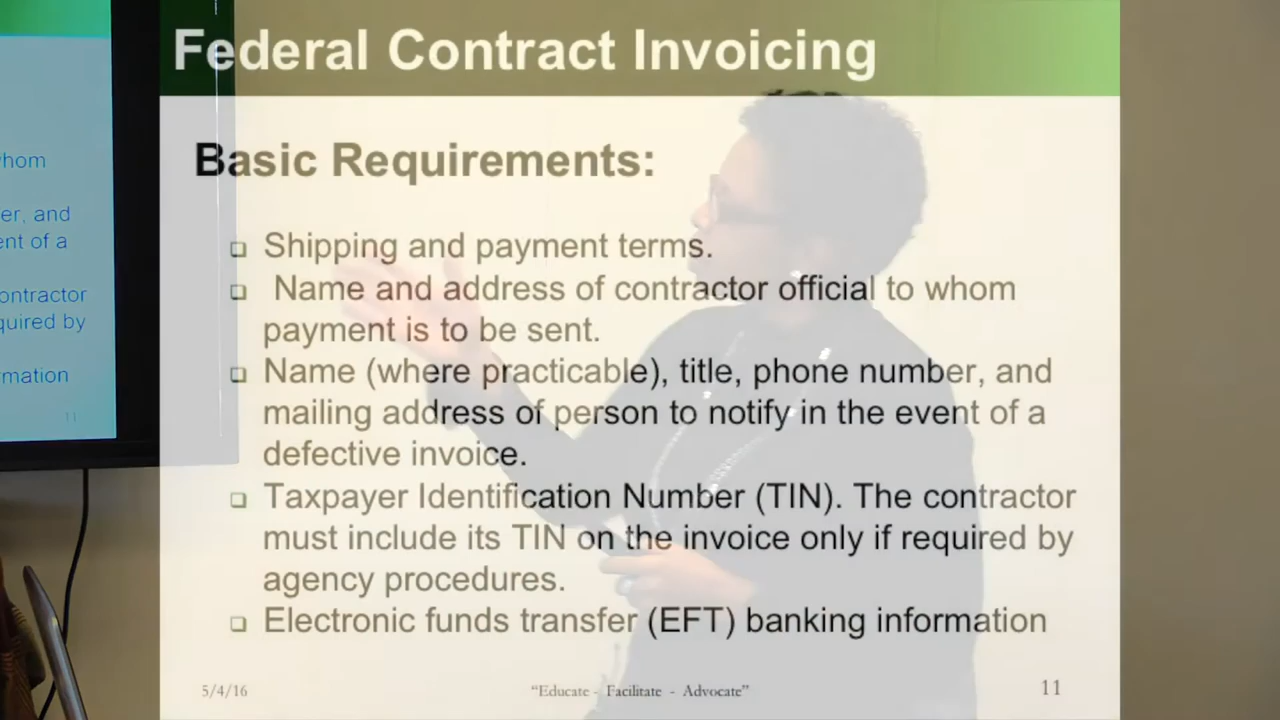 Federal Contract Invoicing
Basic Requirements:
Shipping and payment terms.
Name and address of contractor official to whom
payment is to be sent.
Name (where practicable), title, phone number, and
mailing address of person to notify in the event of a
defective invoice.
Taxpayer Identification Number (TIN). The contractor
must include its TIN on the invoice only if required by
agency procedures.
Electronic funds transfer (EFT) banking information
5/4/16
“Educate - Facilitate - Advocate”
11
er, and
ent of a
ontractor
quired by
rmation
11